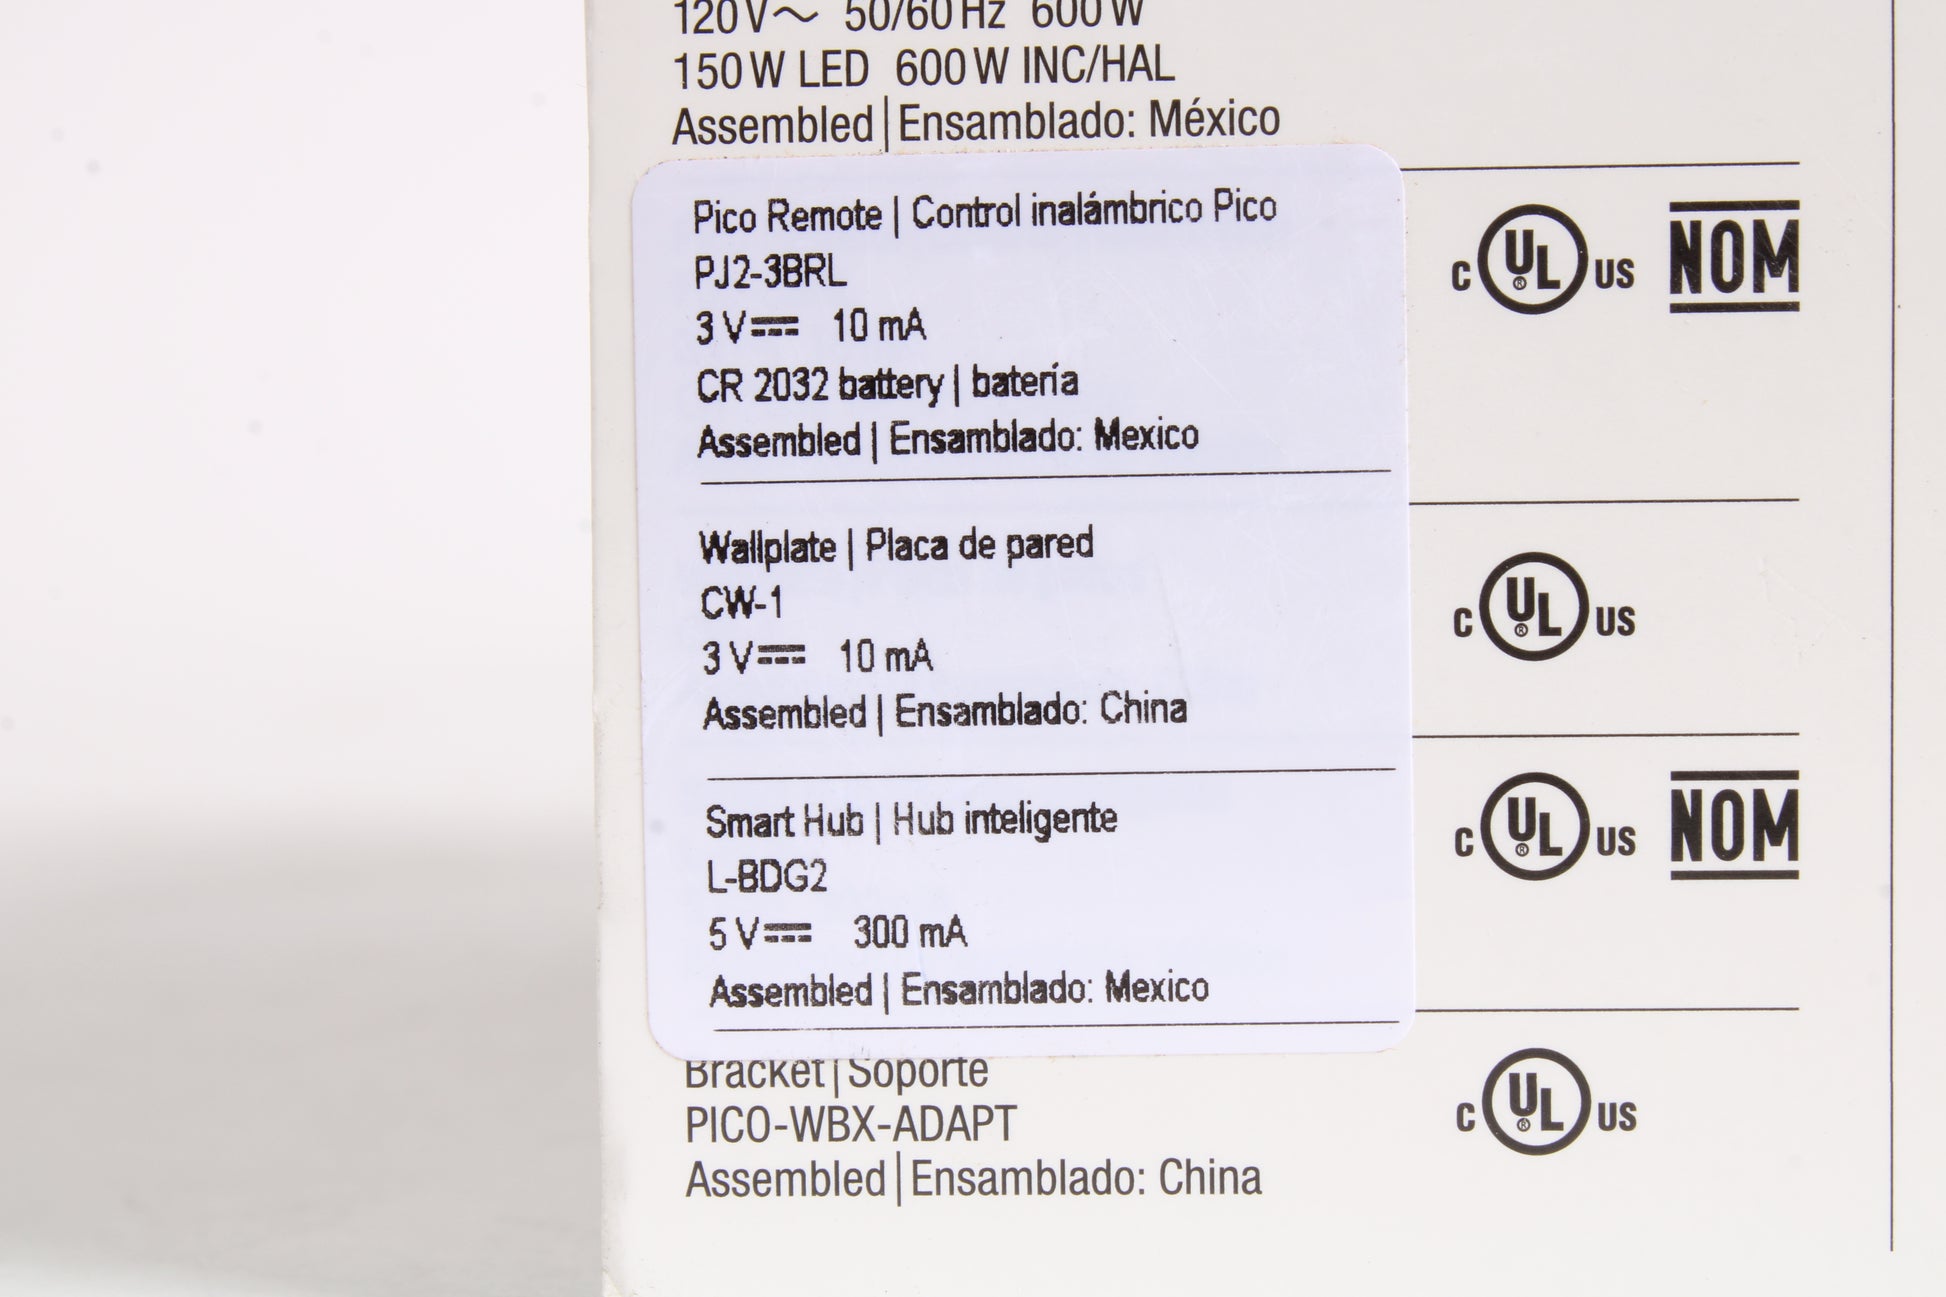 120V～ 50/60Hz 600W
150W LED 600W INC/HAL
Assembled|Ensamblado: México
Pico Remote | Control inalámbrico Pico
PJ2-3BRL
3 V⎓ 10 mA
CR 2032 battery | batería
Assembled | Ensamblado: Mexico
C UL® US NOM
Wallplate | Placa de pared
CW-1
3 V⎓ 10 mA
Assembled | Ensamblado: China
C UL® US
Smart Hub | Hub inteligente
L-BDG2
5 V⎓ 300 mA
Assembled | Ensamblado: Mexico
C UL® US NOM
Bracket|Soporte
PICO-WBX-ADAPT
Assembled|Ensamblado: China
C UL® US